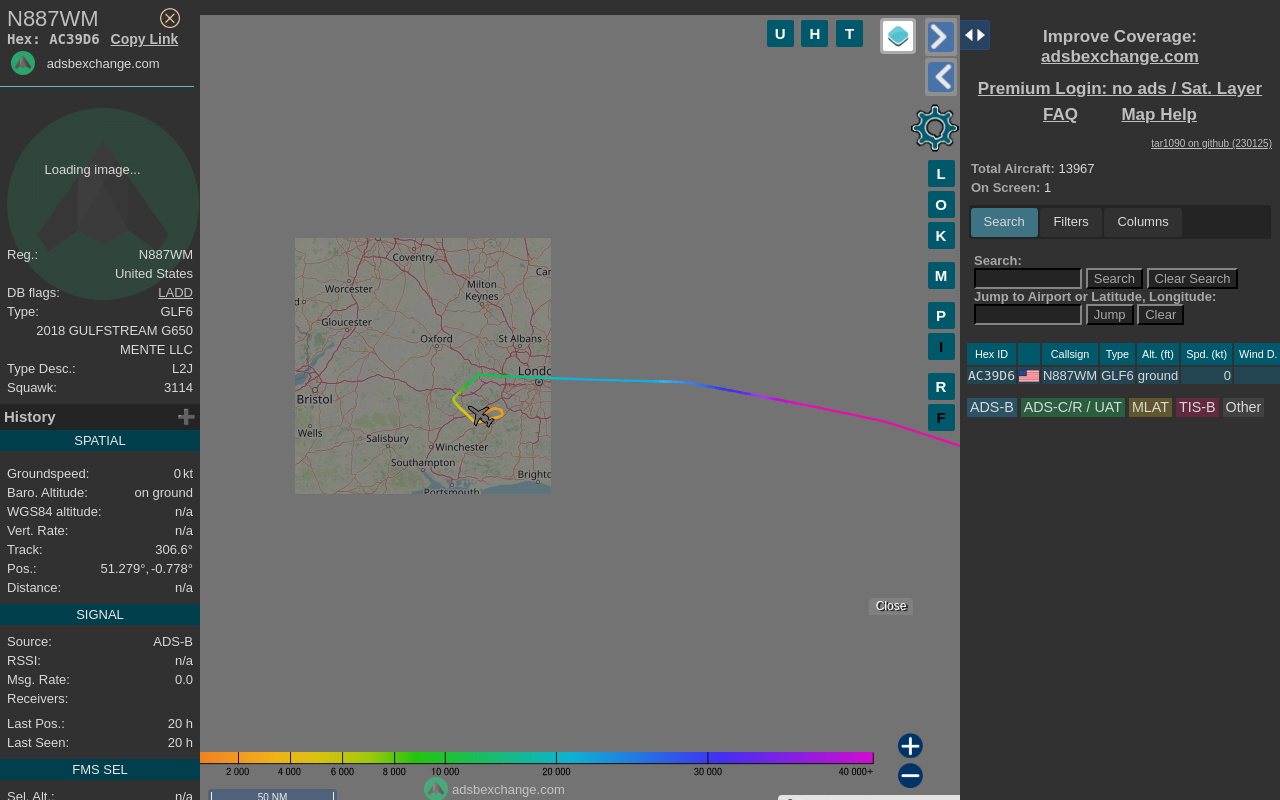 N887WM
Hex: AC39D6 Copy Link
adsbexchange.com
Loading image...
Reg.: N887WM
United States
DB flags: LADD
Type: GLF6
2018 GULFSTREAM G650
MENTE LLC
Type Desc.: L2J
Squawk: 3114
History
SPATIAL
Groundspeed: 0 kt
Baro. Altitude: on ground
WGS84 altitude: n/a
Vert. Rate: n/a
Track: 306.6°
Pos.: 51.279°, -0.778°
Distance: n/a
SIGNAL
Source: ADS-B
RSSI: n/a
Msg. Rate: 0.0
Receivers:
Last Pos.: 20 h
Last Seen: 20 h
FMS SEL
Sel. Alt.: n/a
U H T
L
O
K
M
P
I
R
F
Coventry
Worcester
Milton
Keynes
Gloucester
Oxford
St Albans
Bristol
Wells
Salisbury
Winchester
Southampton
Portsmouth
Close
2 000 4 000 6 000 8 000 10 000 20 000 30 000 40 000+
50 NM
adsbexchange.com
Improve Coverage:
adsbexchange.com
Premium Login: no ads / Sat. Layer
FAQ Map Help
tar1090 on github (230125)
Total Aircraft: 13967
On Screen: 1
Search Filters Columns
Search:
Search Clear Search
Jump to Airport or Latitude, Longitude:
Jump Clear
Hex ID Callsign Type Alt. (ft) Spd. (kt) Wind D.
AC39D6 N887WM GLF6 ground 0
ADS-B ADS-C/R / UAT MLAT TIS-B Other